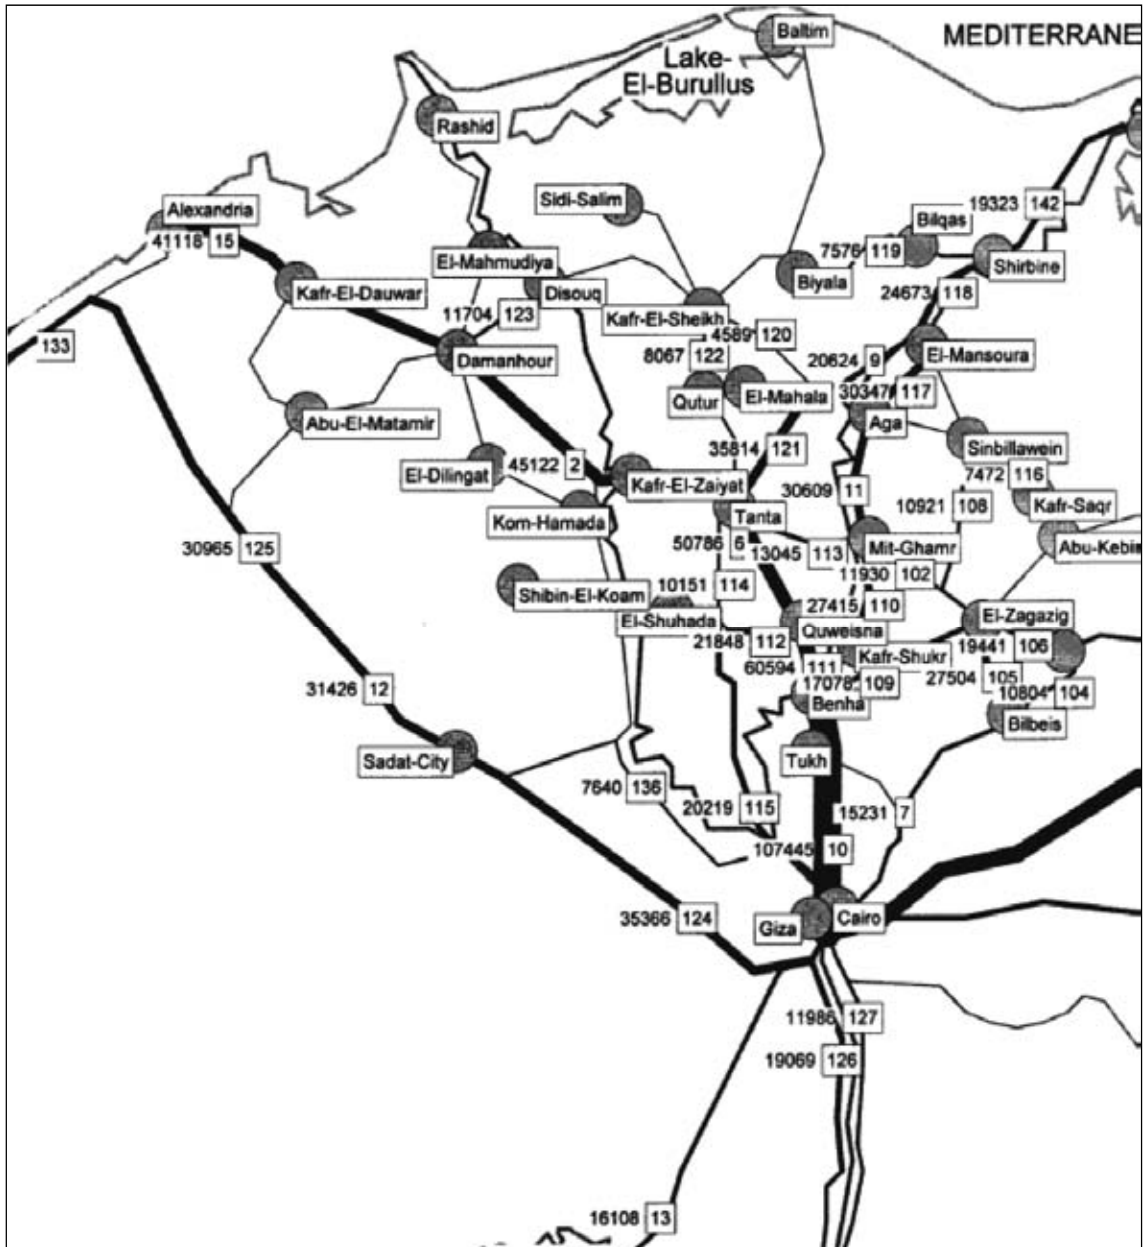 Baltim
MEDITERRANE
Lake-
El-Burullus
Rashid
Sidi-Salim
19323 142
Alexandria
Bilqas
41118 15
El-Mahmudiya
7576 119
Shirbine
Kafr-El-Dauwar
Disouq
Biyala
24673 118
11704 123
Kafr-El-Sheikh
4589 120
133
Damanhour
8067 122
20624 9
El-Mansoura
Qutur
El-Mahala
30347 117
Abu-El-Matamir
Aga
35814 121
Sinbillawein
El-Dilingat
45122 2
Kafr-El-Zaiyat
30609 11
7472 116
10921 108
Kafr-Saqr
Kom-Hamada
Tanta
30965 125
50786 6
13045 113
Mit-Ghamr
Abu-Kebir
11930 102
Shibin-El-Koam
10151 114
27415 110
El-Zagazig
El-Shuhada
21848 112
Quweisna
19441 106
60594 111
Kafr-Shukr
27504 105
31426 12
17078 109
10804 104
Benha
Bilbeis
Sadat-City
Tukh
7640 136
20219 115
15231 7
107445 10
35366 124
Giza
Cairo
11986 127
19069 126
16108 13